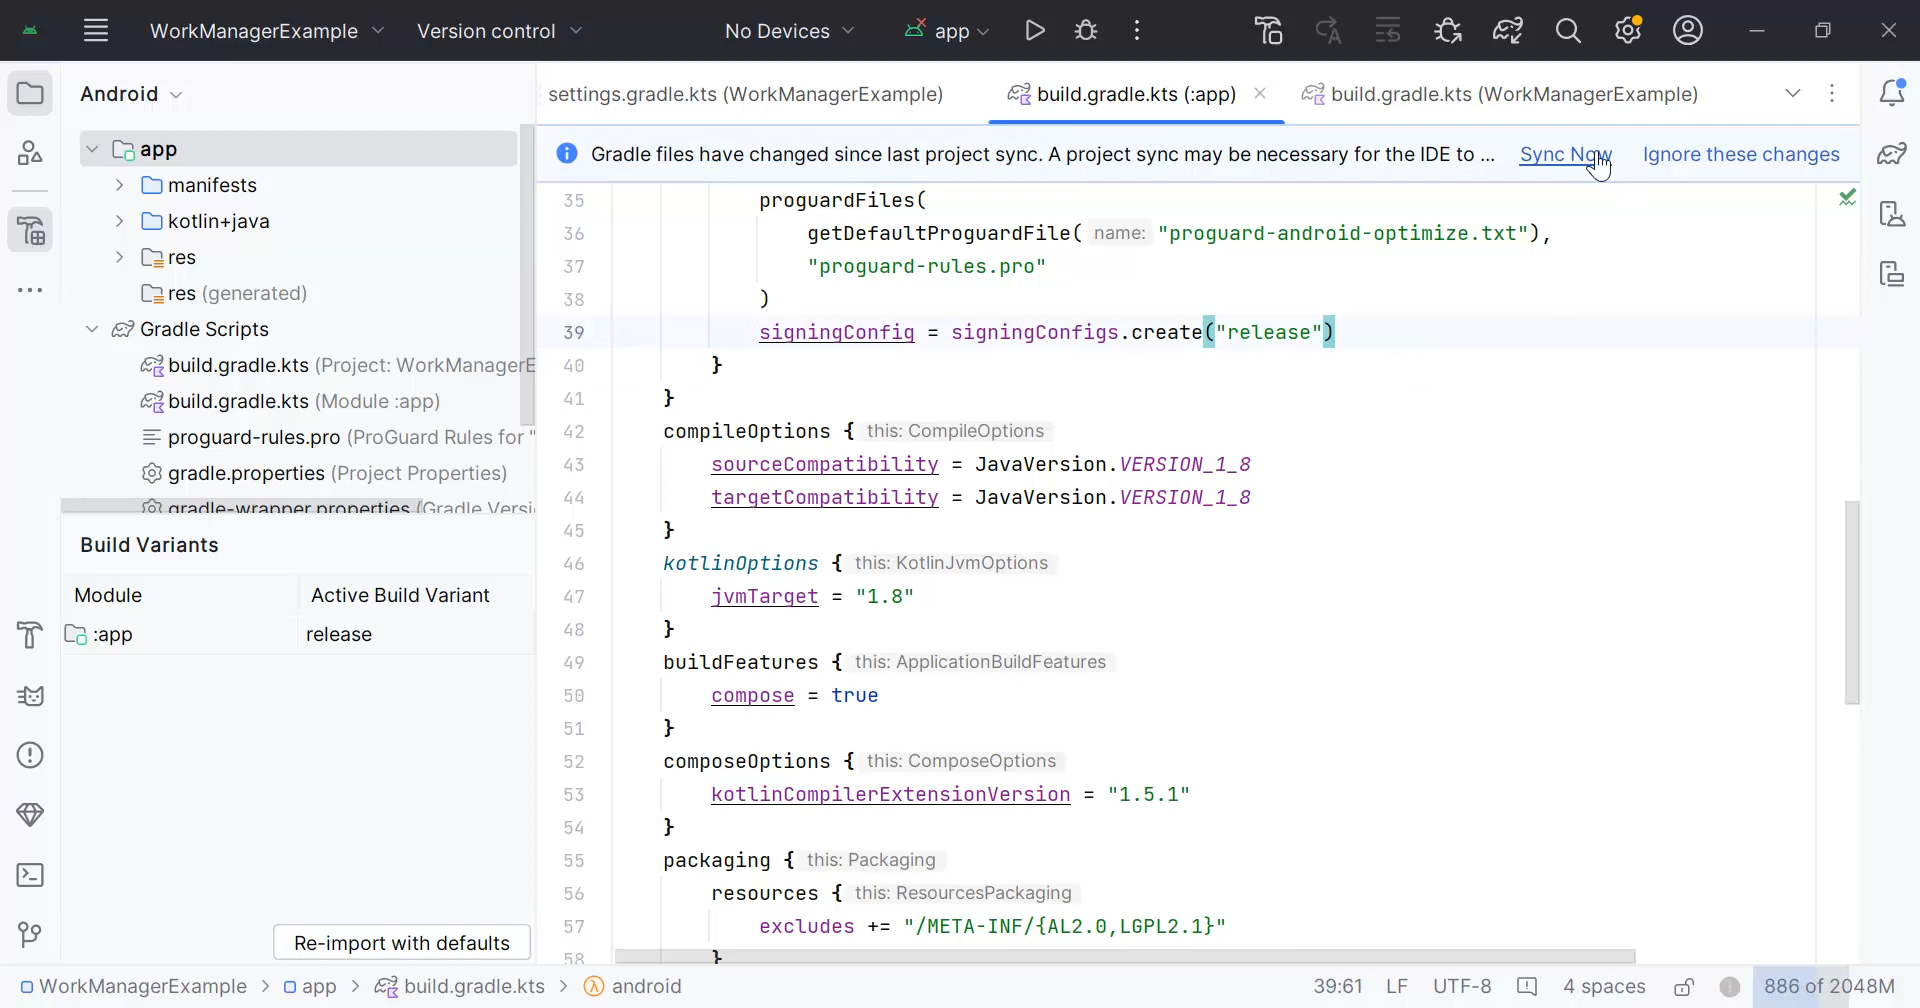 WorkManagerExample Version control No Devices app
Android
app
manifests
kotlin+java
res
res (generated)
Gradle Scripts
build.gradle.kts (Project: WorkManagerE
build.gradle.kts (Module :app)
proguard-rules.pro (ProGuard Rules for "
gradle.properties (Project Properties)
gradle-wrapper.properties (Gradle Versi
Build Variants
Module Active Build Variant
:app release
Re-import with defaults
settings.gradle.kts (WorkManagerExample) build.gradle.kts (:app) build.gradle.kts (WorkManagerExample)
Gradle files have changed since last project sync. A project sync may be necessary for the IDE to ... Sync Now Ignore these changes
35 proguardFiles(
36 getDefaultProguardFile( name: "proguard-android-optimize.txt"),
37 "proguard-rules.pro"
38 )
39 signingConfig = signingConfigs.create("release")
40 }
41 }
42 compileOptions { this: CompileOptions
43 sourceCompatibility = JavaVersion.VERSION_1_8
44 targetCompatibility = JavaVersion.VERSION_1_8
45 }
46 kotlinOptions { this: KotlinJvmOptions
47 jvmTarget = "1.8"
48 }
49 buildFeatures { this: ApplicationBuildFeatures
50 compose = true
51 }
52 composeOptions { this: ComposeOptions
53 kotlinCompilerExtensionVersion = "1.5.1"
54 }
55 packaging { this: Packaging
56 resources { this: ResourcesPackaging
57 excludes += "/META-INF/{AL2.0,LGPL2.1}"
58 }
WorkManagerExample > app > build.gradle.kts > android 39:61 LF UTF-8 4 spaces 886 of 2048M